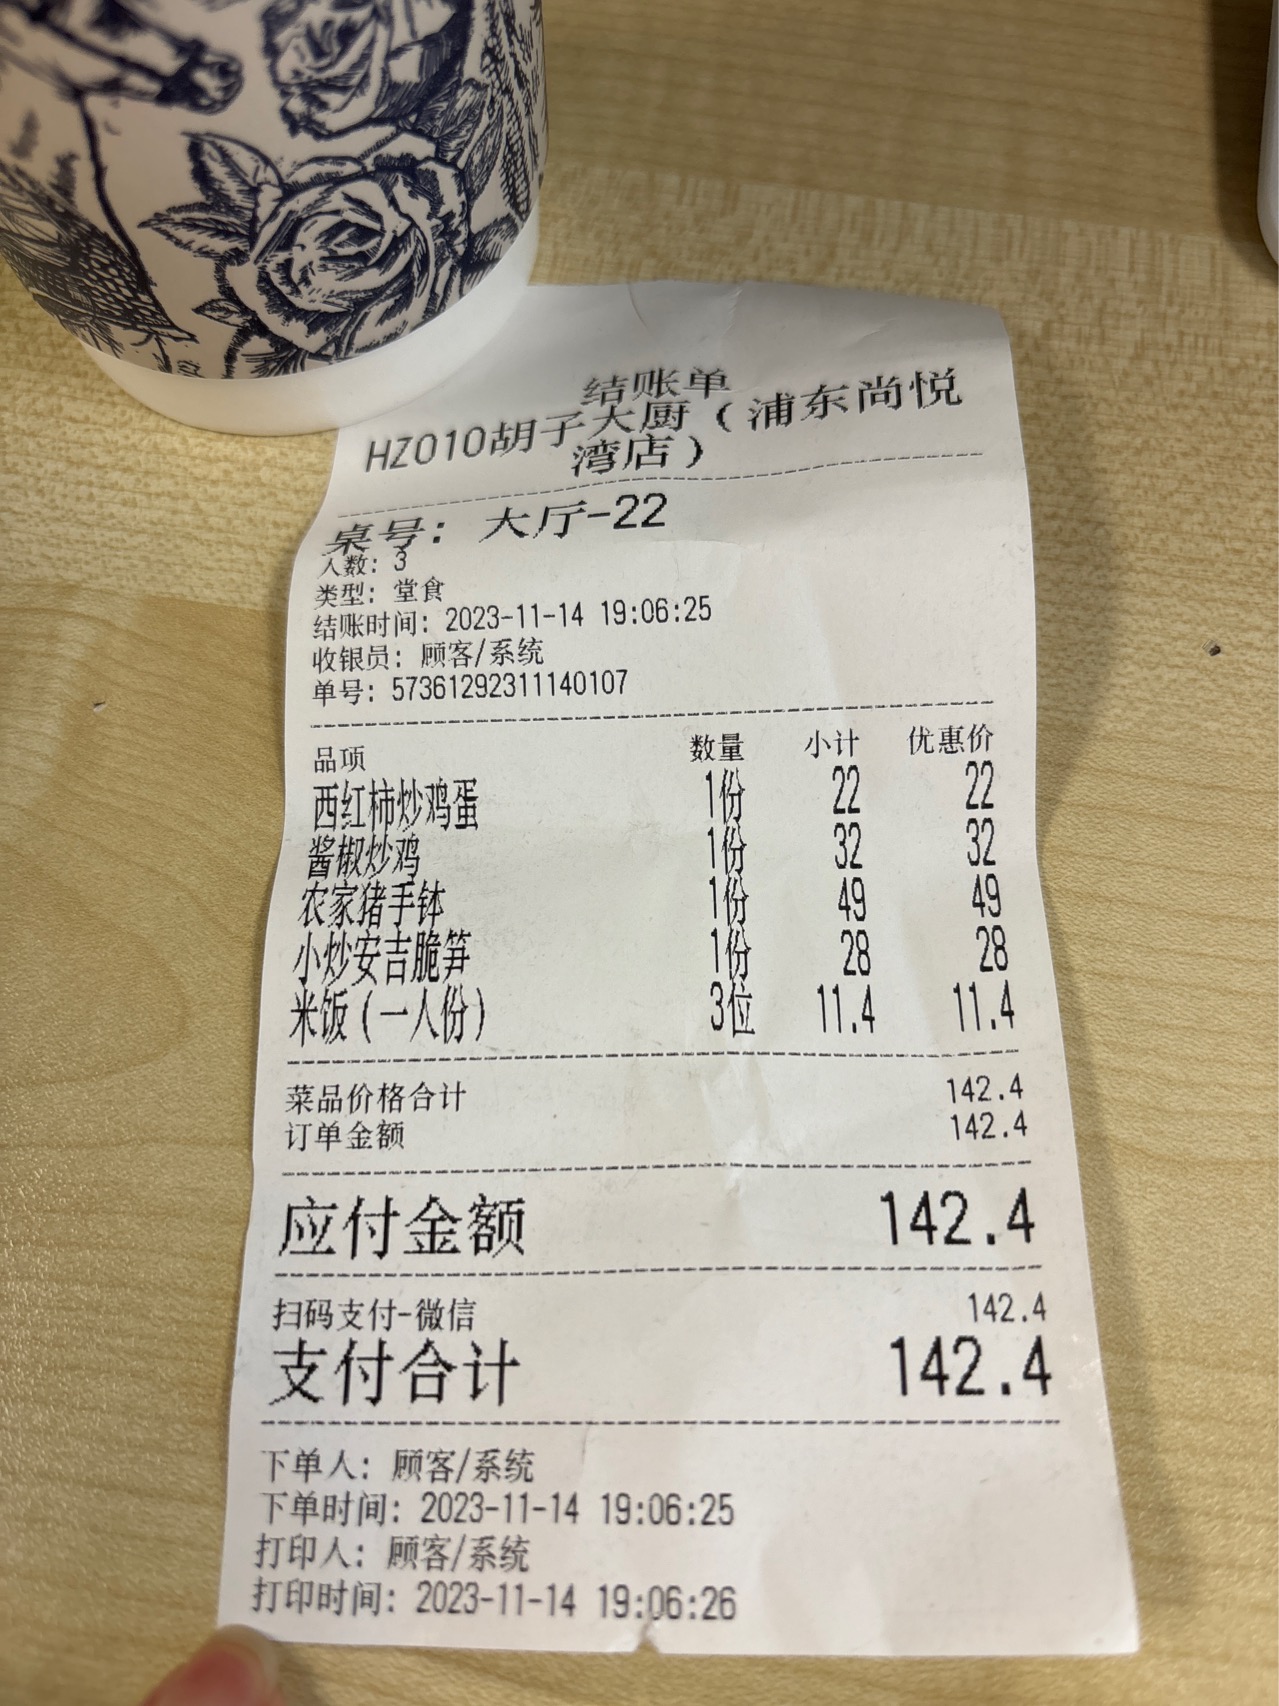 结账单
HZ010胡子大厨（浦东尚悦
湾店）
桌号：大厅-22
人数：3
类型：堂食
结账时间：2023-11-14 19:06:25
收银员：顾客/系统
单号：57361292311140107
品项 数量 小计 优惠价
西红柿炒鸡蛋 1份 22 22
酱椒炒鸡 1份 32 32
农家猪手钵 1份 49 49
小炒安吉脆笋 1份 28 28
米饭（一人份） 3位 11.4 11.4
菜品价格合计 142.4
订单金额 142.4
应付金额 142.4
扫码支付-微信 142.4
支付合计 142.4
下单人：顾客/系统
下单时间：2023-11-14 19:06:25
打印人：顾客/系统
打印时间：2023-11-14 19:06:26